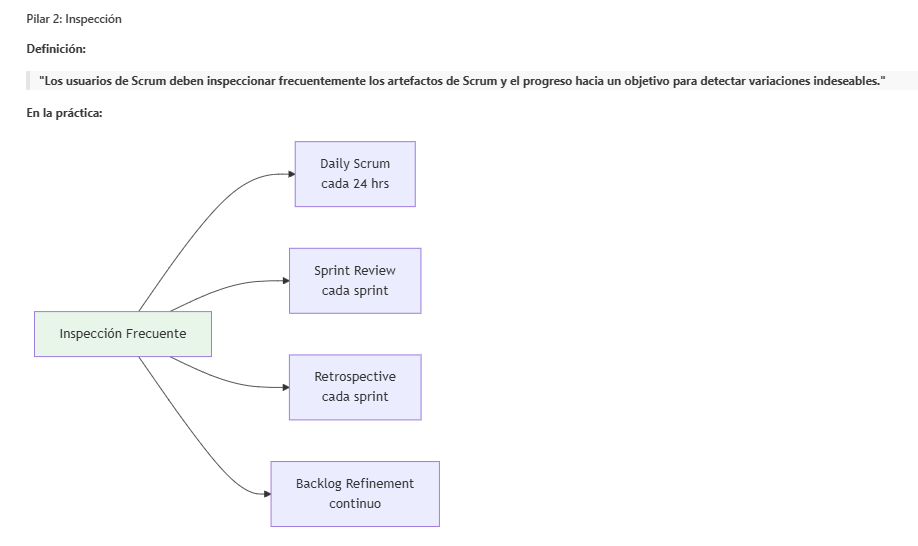 Pilar 2: Inspección
Definición:
"Los usuarios de Scrum deben inspeccionar frecuentemente los artefactos de Scrum y el progreso hacia un objetivo para detectar variaciones indeseables."
En la práctica:
Daily Scrum
cada 24 hrs
Sprint Review
cada sprint
Inspección Frecuente
Retrospective
cada sprint
Backlog Refinement
continuo